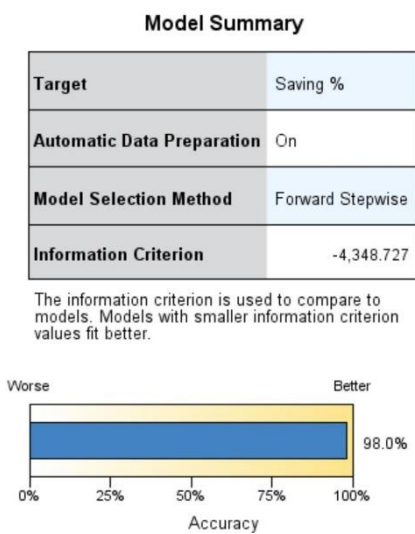 Model Summary
Target Saving %
Automatic Data Preparation On
Model Selection Method Forward Stepwise
Information Criterion -4,348.727
The information criterion is used to compare to
models. Models with smaller information criterion
values fit better.
Worse Better
98.0%
0% 25% 50% 75% 100%
Accuracy